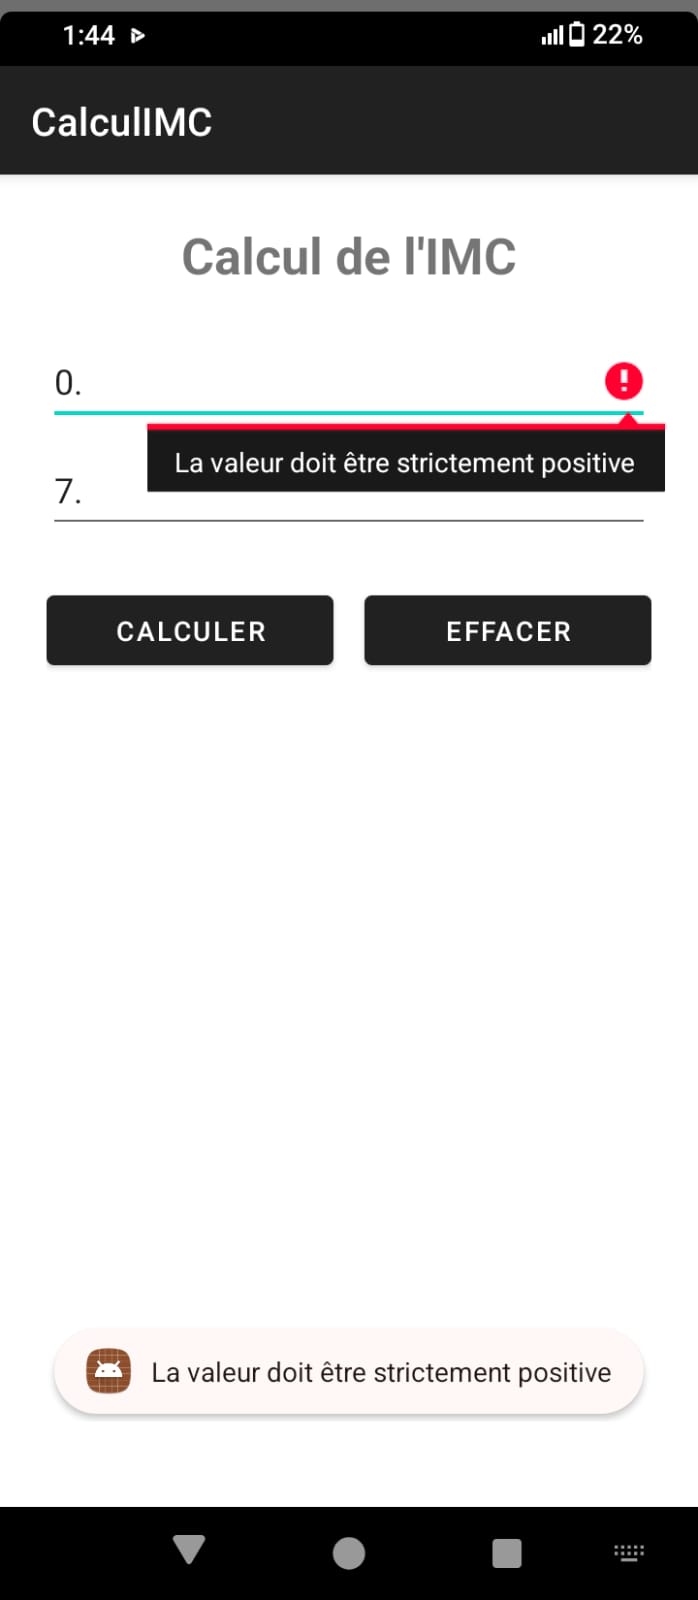 1:44
22%
CalculIMC
Calcul de l'IMC
0.
La valeur doit être strictement positive
7.
CALCULER
EFFACER
La valeur doit être strictement positive